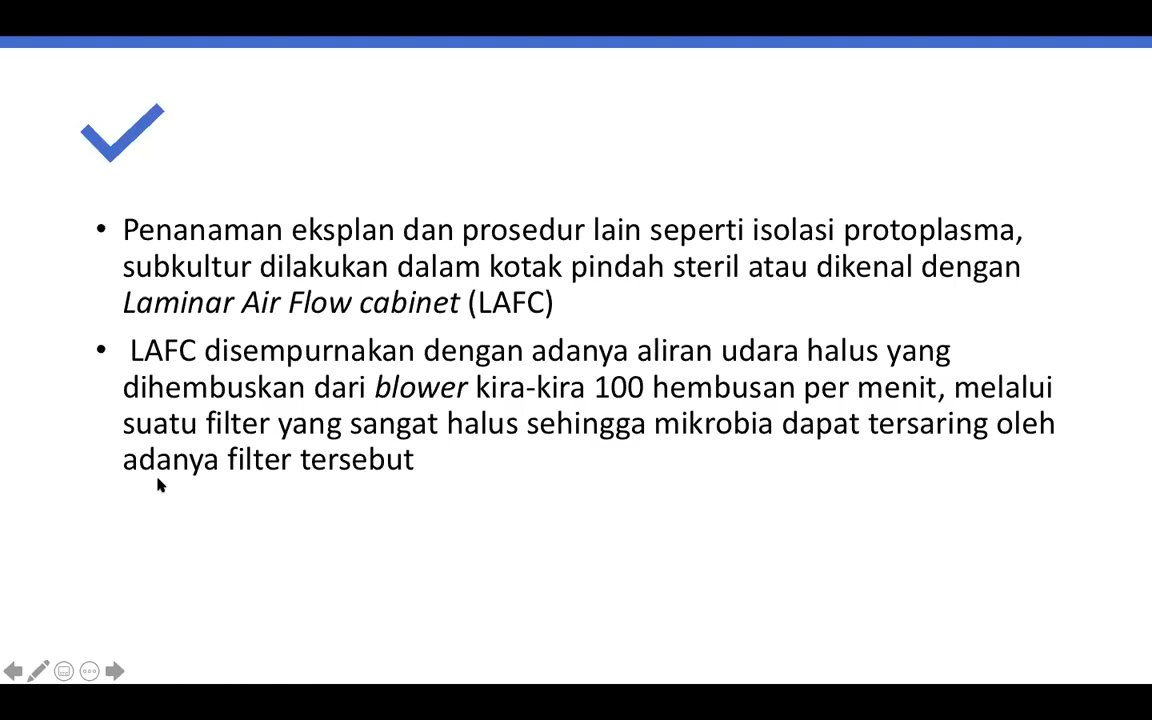 • Penanaman eksplan dan prosedur lain seperti isolasi protoplasma,
subkultur dilakukan dalam kotak pindah steril atau dikenal dengan
Laminar Air Flow cabinet (LAFC)
• LAFC disempurnakan dengan adanya aliran udara halus yang
dihembuskan dari blower kira-kira 100 hembusan per menit, melalui
suatu filter yang sangat halus sehingga mikrobia dapat tersaring oleh
adanya filter tersebut